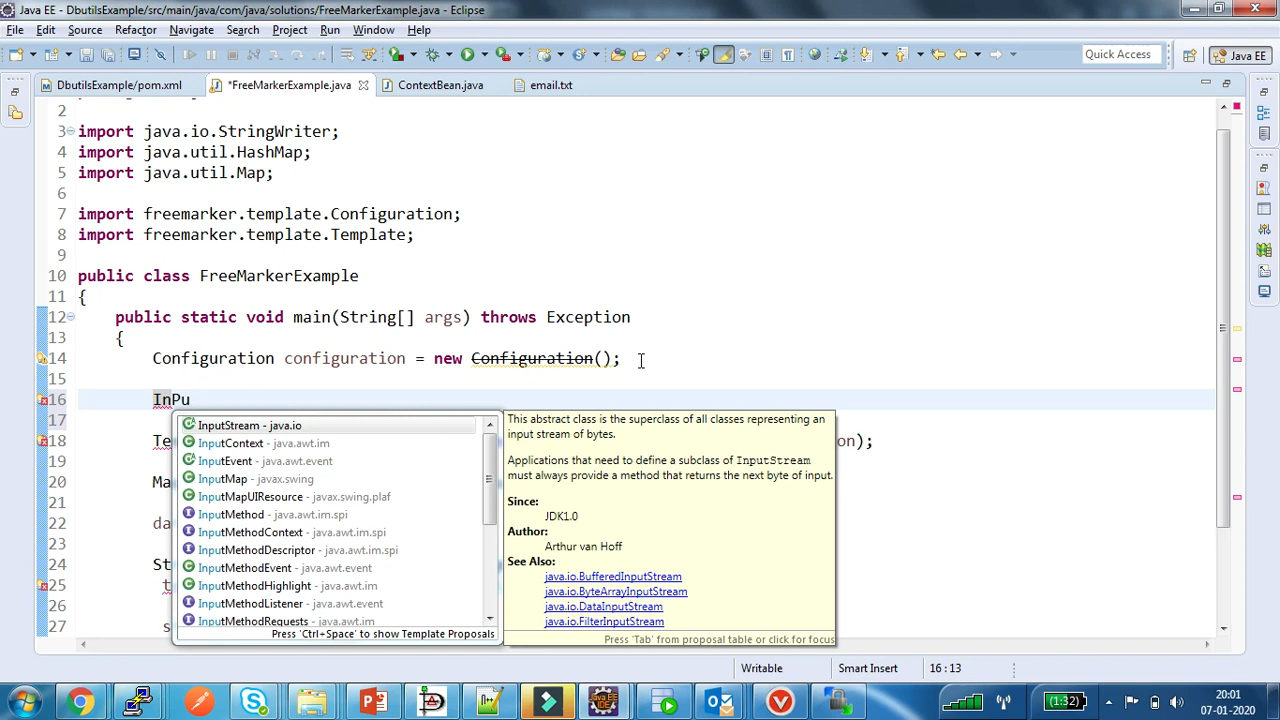 Java EE - DbutilsExample/src/main/java/com/java/solutions/FreeMarkerExample.java - Eclipse
File Edit Source Refactor Navigate Search Project Run Window Help
Quick Access
Java EE
DbutilsExample/pom.xml
*FreeMarkerExample.java
ContextBean.java
email.txt
2
3 import java.io.StringWriter;
4 import java.util.HashMap;
5 import java.util.Map;
6
7 import freemarker.template.Configuration;
8 import freemarker.template.Template;
9
10 public class FreeMarkerExample
11 {
12 public static void main(String[] args) throws Exception
13 {
14 Configuration configuration = new Configuration();
15
16 InPu
17
18 Te on);
19
20 Ma
21
22 da
23
24 St
25 t
26
27 s
InputStream - java.io
InputContext - java.awt.im
InputEvent - java.awt.event
InputMap - javax.swing
InputMapUIResource - javax.swing.plaf
InputMethod - java.awt.im.spi
InputMethodContext - java.awt.im.spi
InputMethodDescriptor - java.awt.im.spi
InputMethodEvent - java.awt.event
InputMethodHighlight - java.awt.im
InputMethodListener - java.awt.event
InputMethodRequests - java.awt.im
Press 'Ctrl+Space' to show Template Proposals
This abstract class is the superclass of all classes representing an
input stream of bytes.
Applications that need to define a subclass of InputStream
must always provide a method that returns the next byte of input.
Since:
JDK1.0
Author:
Arthur van Hoff
See Also:
java.io.BufferedInputStream
java.io.ByteArrayInputStream
java.io.DataInputStream
java.io.FilterInputStream
Press 'Tab' from proposal table or click for focus
Writable
Smart Insert
16 : 13
(1:32)
20:01
07-01-2020